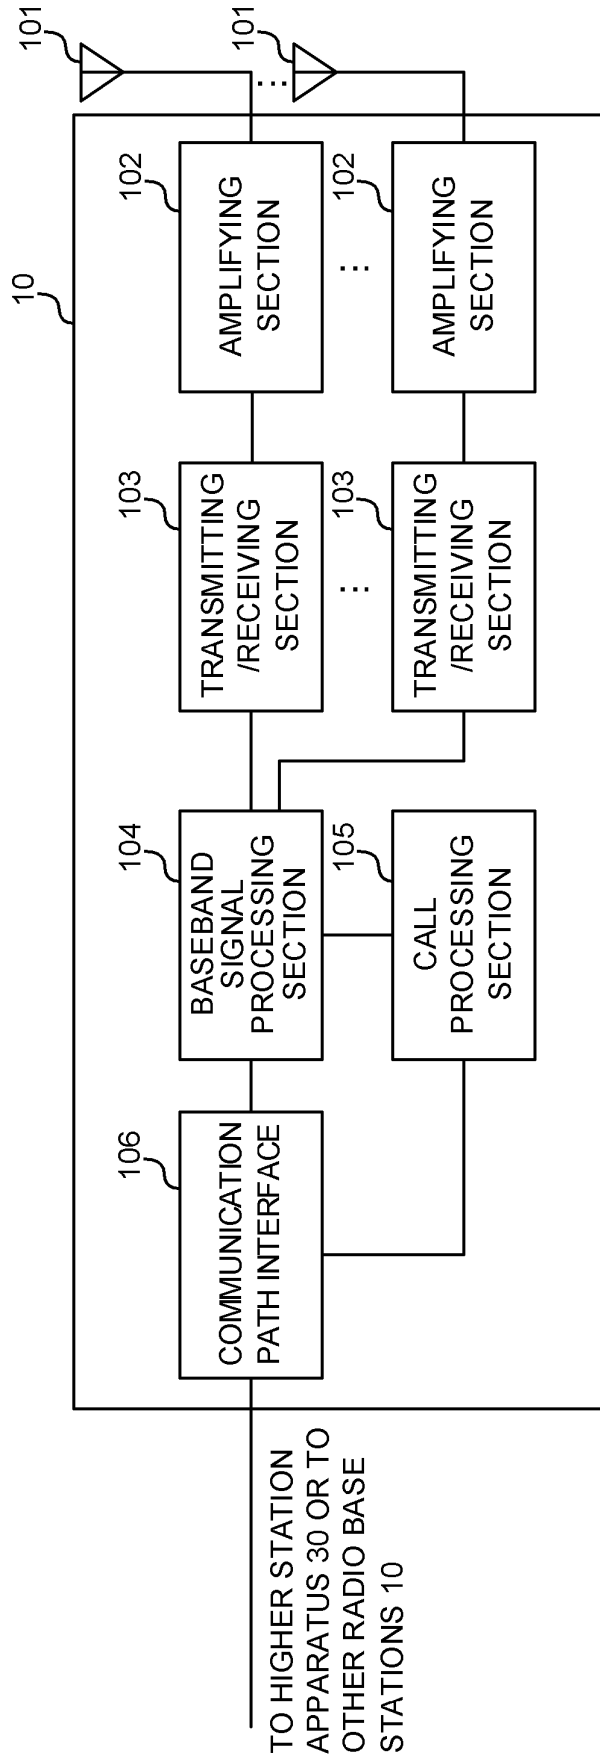 10
101
101
102
AMPLIFYING
SECTION
...
102
AMPLIFYING
SECTION
...
103
TRANSMITTING
/RECEIVING
SECTION
...
103
TRANSMITTING
/RECEIVING
SECTION
104
BASEBAND
SIGNAL
PROCESSING
SECTION
105
CALL
PROCESSING
SECTION
106
COMMUNICATION
PATH INTERFACE
TO HIGHER STATION
APPARATUS 30 OR TO
OTHER RADIO BASE
STATIONS 10